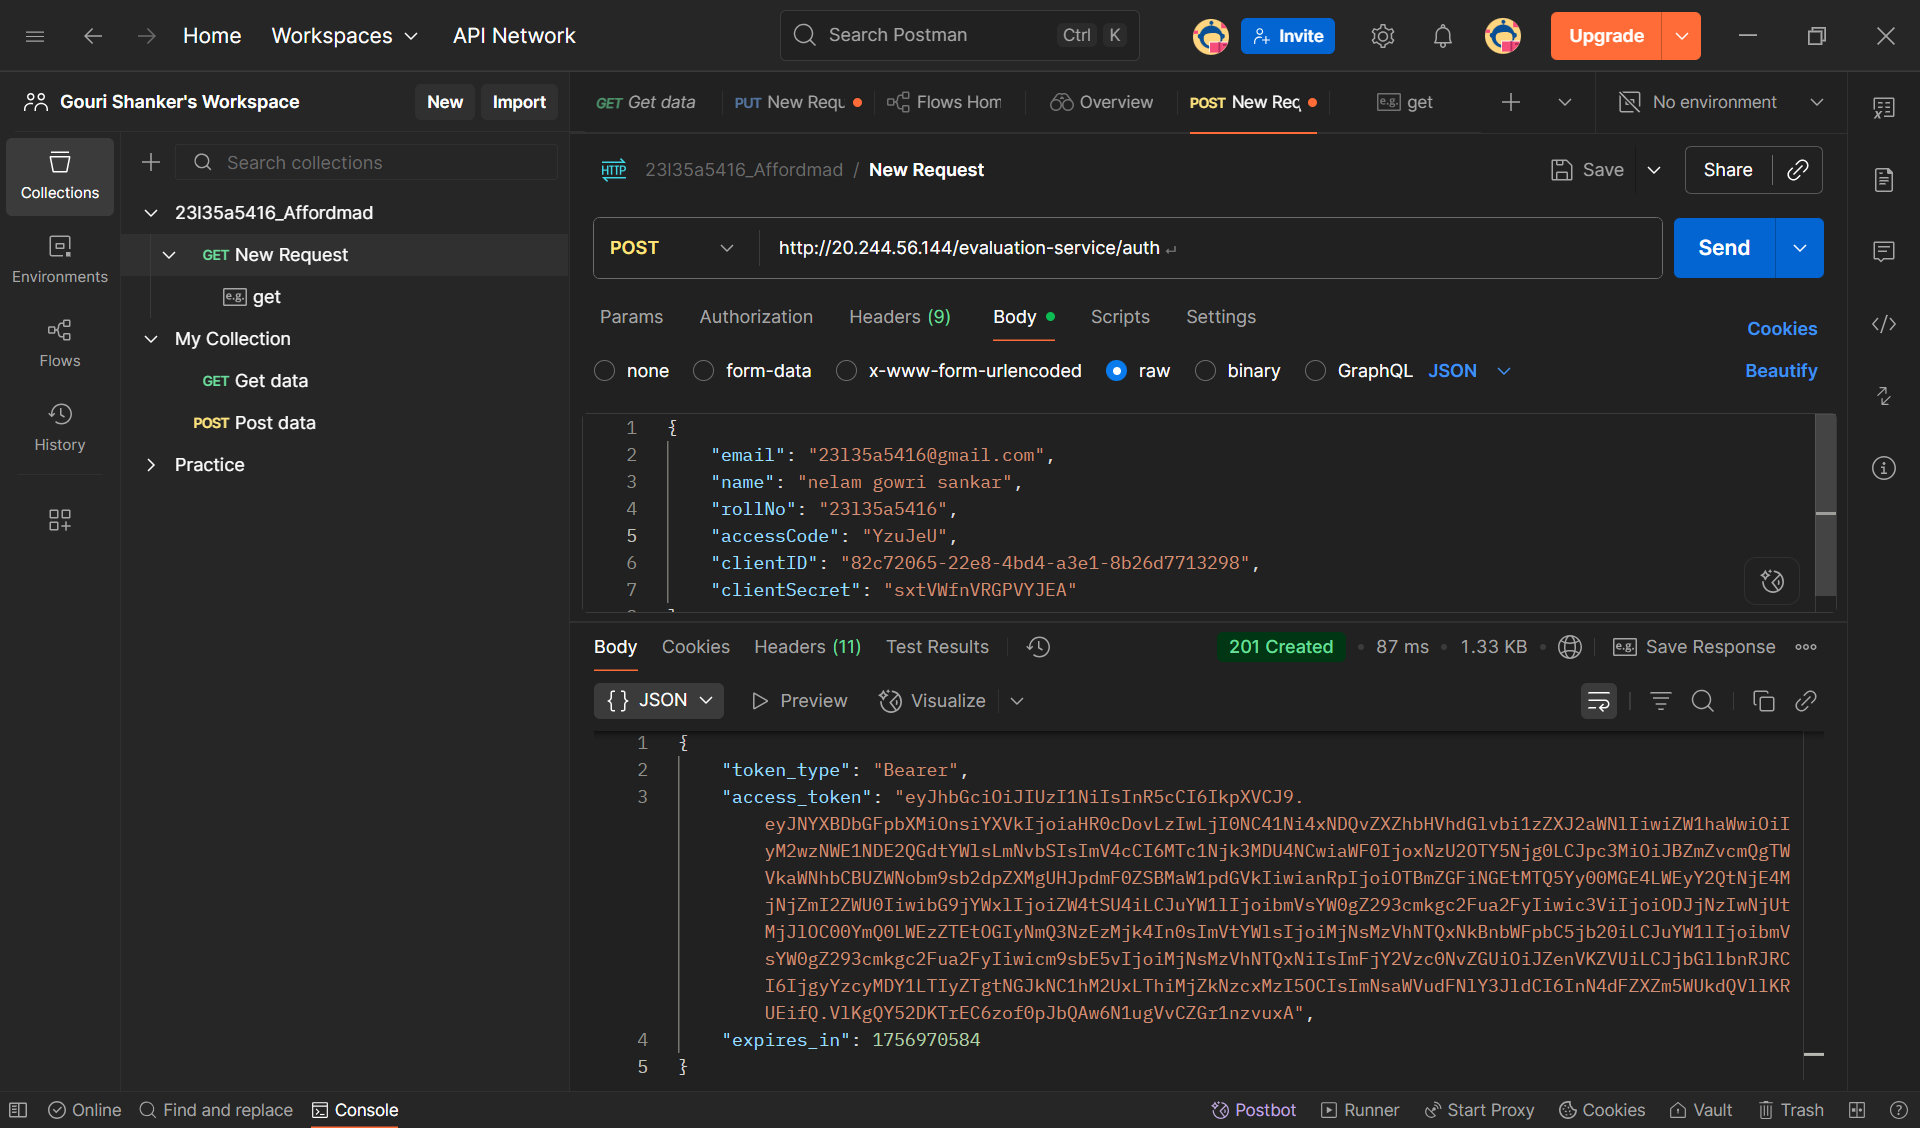 Home Workspaces API Network Search Postman Ctrl K Invite Upgrade
Gouri Shanker's Workspace New Import
GET Get data PUT New Requ Flows Hom Overview POST New Rec e.g. get No environment
Collections
Environments
Flows
History
Search collections
23l35a5416_Affordmad
GET New Request
e.g. get
My Collection
GET Get data
POST Post data
Practice
HTTP 23l35a5416_Affordmad / New Request Save Share
POST http://20.244.56.144/evaluation-service/auth Send
Params Authorization Headers (9) Body Scripts Settings Cookies
none form-data x-www-form-urlencoded raw binary GraphQL JSON Beautify
1 {
2 "email": "23l35a5416@gmail.com",
3 "name": "nelam gowri sankar",
4 "rollNo": "23l35a5416",
5 "accessCode": "YzuJeU",
6 "clientID": "82c72065-22e8-4bd4-a3e1-8b26d7713298",
7 "clientSecret": "sxtVWfnVRGPVYJEA"
Body Cookies Headers (11) Test Results 201 Created • 87 ms • 1.33 KB • e.g. Save Response
{} JSON Preview Visualize
1 {
2 "token_type": "Bearer",
3 "access_token": "eyJhbGciOiJIUzI1NiIsInR5cCI6IkpXVCJ9.
eyJNYXBDbGFpbXMiOnsiYXVkIjoiaHR0cDovLzIwLjI0NC41Ni4xNDQvZXZhbHVhdGlvbi1zZXJ2aWNlIiwiZW1haWwiOiI
yM2wzNWE1NDE2QGdtYWlsLmNvbSIsImV4cCI6MTc1Njk3MDU4NCwiaWF0IjoxNzU2OTY5Njg0LCJpc3MiOiJBZmZvcmQgTW
VkaWNhbCBUZWNobm9sb2dpZXMgUHJpdmF0ZSBMaW1pdGVkIiwianRpIjoiOTBmZGFiNGEtMTQ5Yy00MGE4LWEyY2QtNjE4M
jNjZmI2ZWU0IiwibG9jYWxlIjoiZW4tSU4iLCJuYW1lIjoibmVsYW0gZ293cmkgc2Fua2FyIiwic3ViIjoiODJjNzIwNjUt
MjJlOC00YmQ0LWEzZTEtOGIyNmQ3NzEzMjk4In0sImVtYWlsIjoiMjNsMzVhNTQxNkBnbWFpbC5jb20iLCJuYW1lIjoibmV
sYW0gZ293cmkgc2Fua2FyIiwicm9sbE5vIjoiMjNsMzVhNTQxNiIsImFjY2Vzc0NvZGUiOiJZenVKZVUiLCJjbGllbnRJRC
I6IjgyYzcyMDY1LTIyZTgtNGJkNC1hM2UxLThiMjZkNzcxMzI5OCIsImNsaWVudFNlY3JldCI6InN4dFZXZm5WUkdQVllKR
UEifQ.VlKgQY52DKTrEC6zof0pJbQAw6N1ugVvCZGr1nzvuxA",
4 "expires_in": 1756970584
5 }
Online Find and replace Console Postbot Runner Start Proxy Cookies Vault Trash